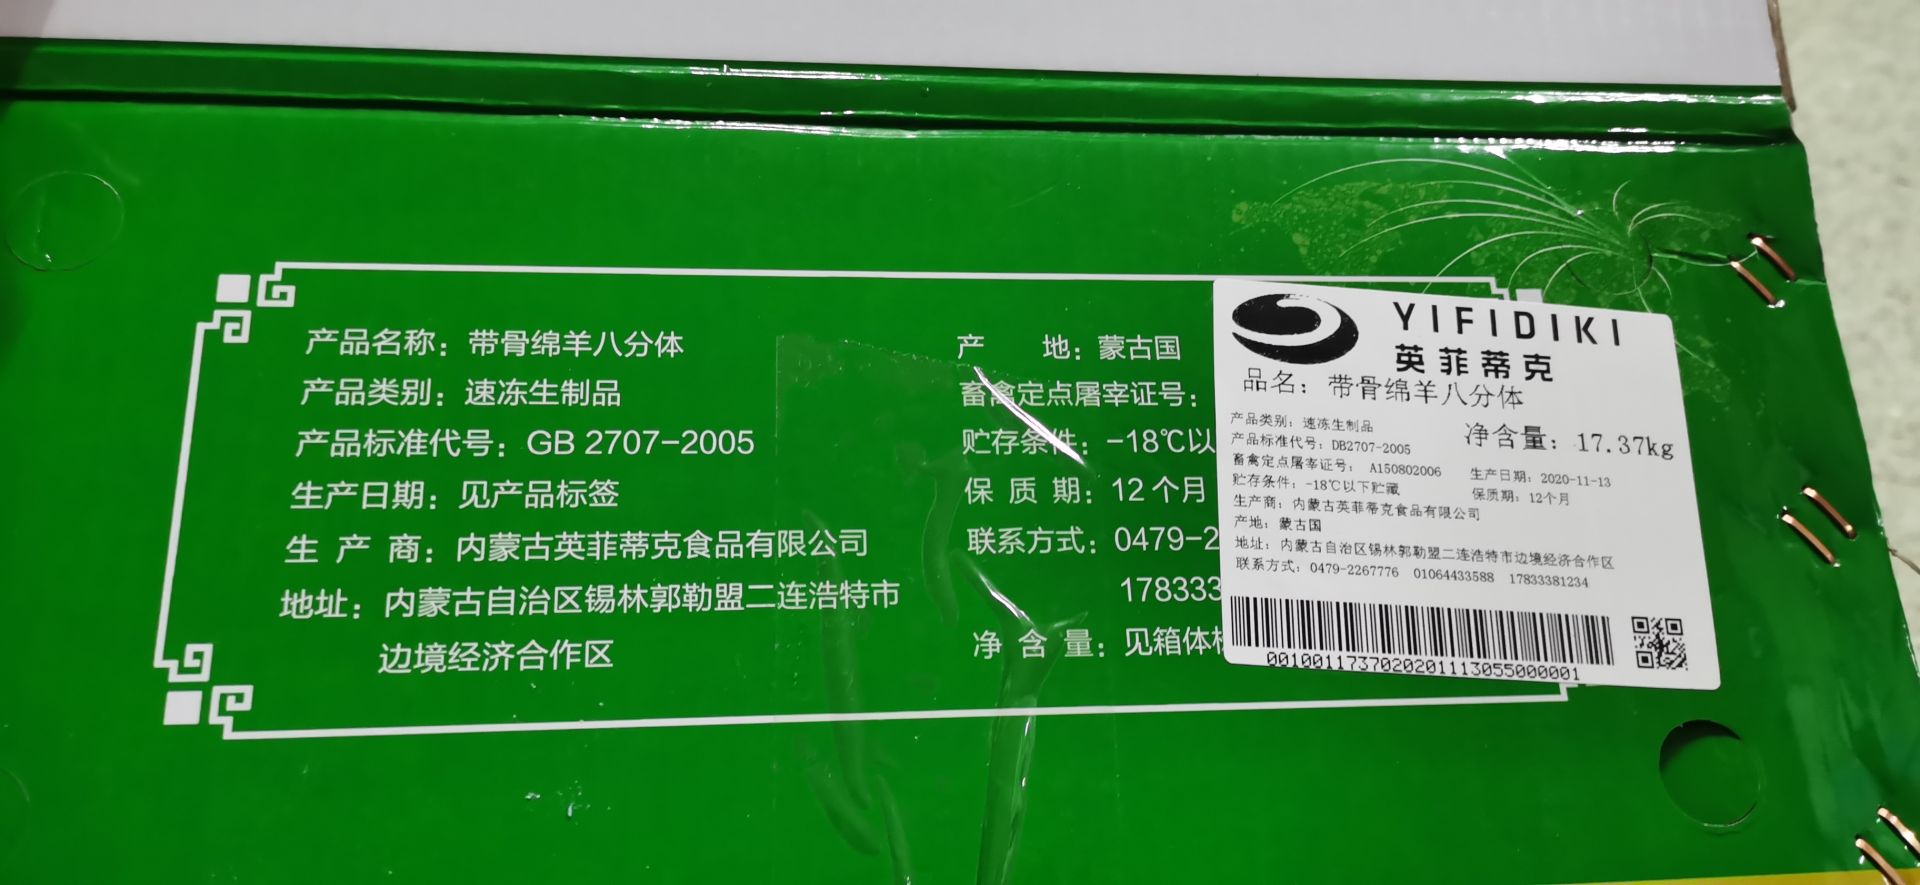 产品名称：带骨绵羊八分体
产品类别：速冻生制品
产品标准代号：GB 2707-2005
生产日期：见产品标签
生产商：内蒙古英菲蒂克食品有限公司
地址：内蒙古自治区锡林郭勒盟二连浩特市
边境经济合作区
产地：蒙古国
畜禽定点屠宰证号：
贮存条件：-18℃以
保质期：12个月
联系方式：0479-2
17833
净含量：见箱体
YIFIDIKI
英菲蒂克
品名：带骨绵羊八分体
产品类别：速冻生制品
净含量：17.37kg
产品标准代号：DB2707-2005
畜禽定点屠宰证号：A150802006
生产日期：2020-11-13
贮存条件：-18℃以下贮藏
保质期：12个月
生产商：内蒙古英菲蒂克食品有限公司
产地：蒙古国
地址：内蒙古自治区锡林郭勒盟二连浩特市边境经济合作区
联系方式：0479-2267776 01064433588 17833381234
001001173702020111305500​0001